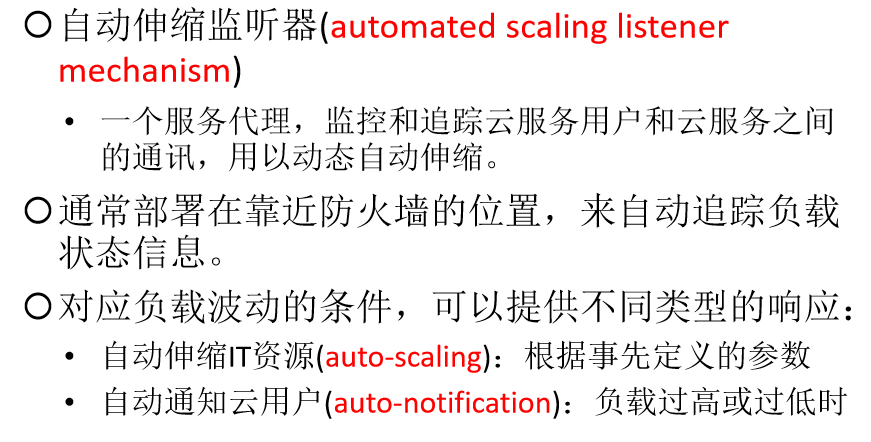 自动伸缩监听器(automated scaling listener
mechanism)
• 一个服务代理，监控和追踪云服务用户和云服务之间
的通讯，用以动态自动伸缩。
通常部署在靠近防火墙的位置，来自动追踪负载
状态信息。
对应负载波动的条件，可以提供不同类型的响应：
• 自动伸缩IT资源(auto-scaling)：根据事先定义的参数
• 自动通知云用户(auto-notification)：负载过高或过低时